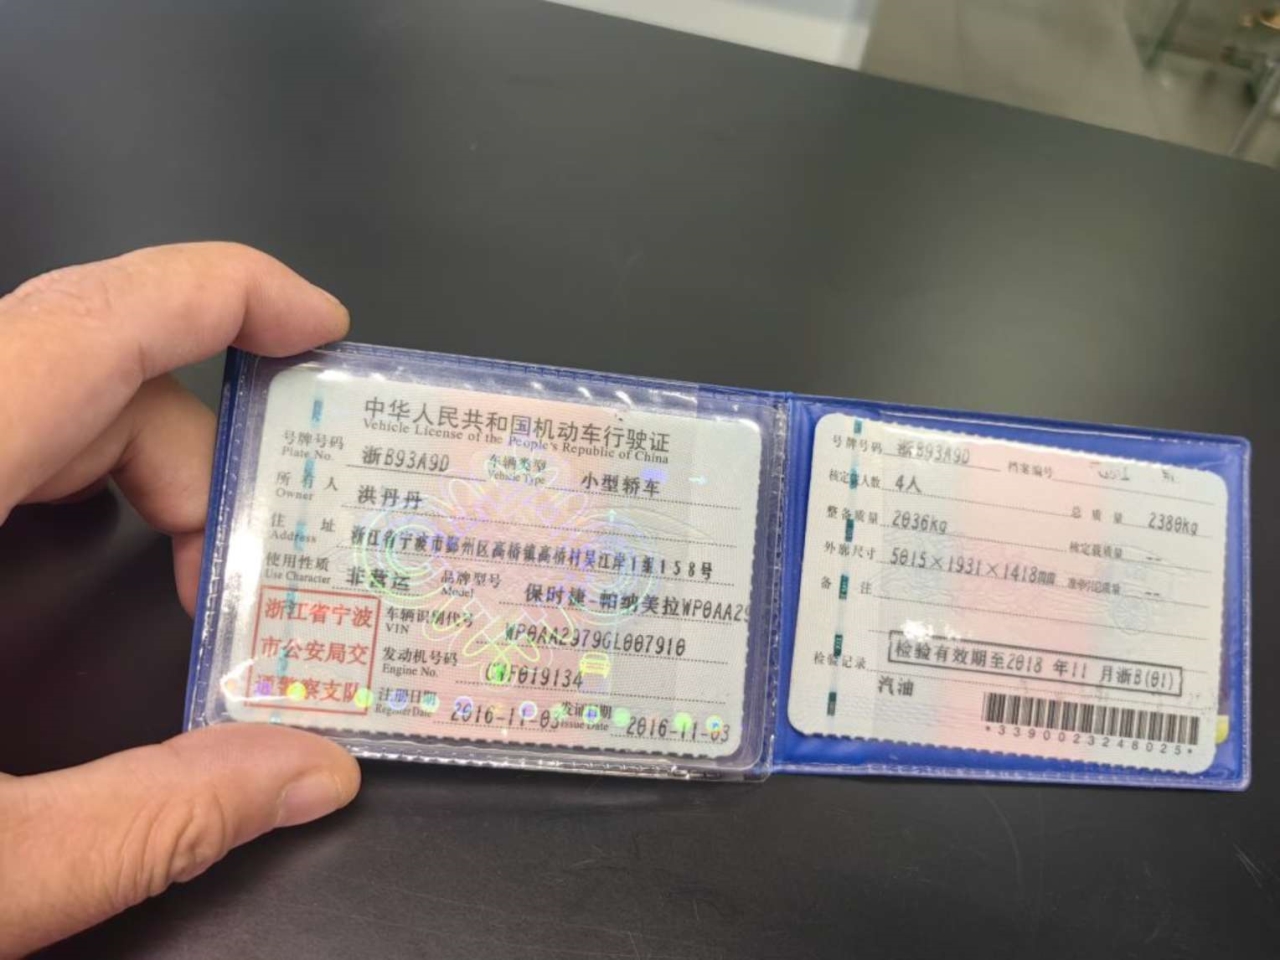 中华人民共和国机动车行驶证
Vehicle License of the People's Republic of China
号牌号码 浙B93A9D 车辆类型 小型轿车
Plate No. Vehicle Type
所有人 洪丹丹
Owner
住址 浙江省宁波市鄞州区高桥镇高桥村吴江岸1组158号
Address
使用性质 非营运 品牌型号 保时捷-帕纳美拉WP0AA29
Use Character Model
浙江省宁波
市公安局交
通警察支队
车辆识别代号 WP0AA2979GL007910
VIN
发动机号码
Engine No.
注册日期 2016-11-03 发证日期 2016-11-03
Register Date Issue Date
号牌号码 浙B93A9D 档案编号
核定载人数 4人 总质量 2380kg
整备质量 2036kg 核定载质量 --
外廓尺寸 5015×1931×1418mm 准牵引总质量 --
备注
检验记录 检验有效期至2018年11月浙B(01)
汽油
*3390023248025*